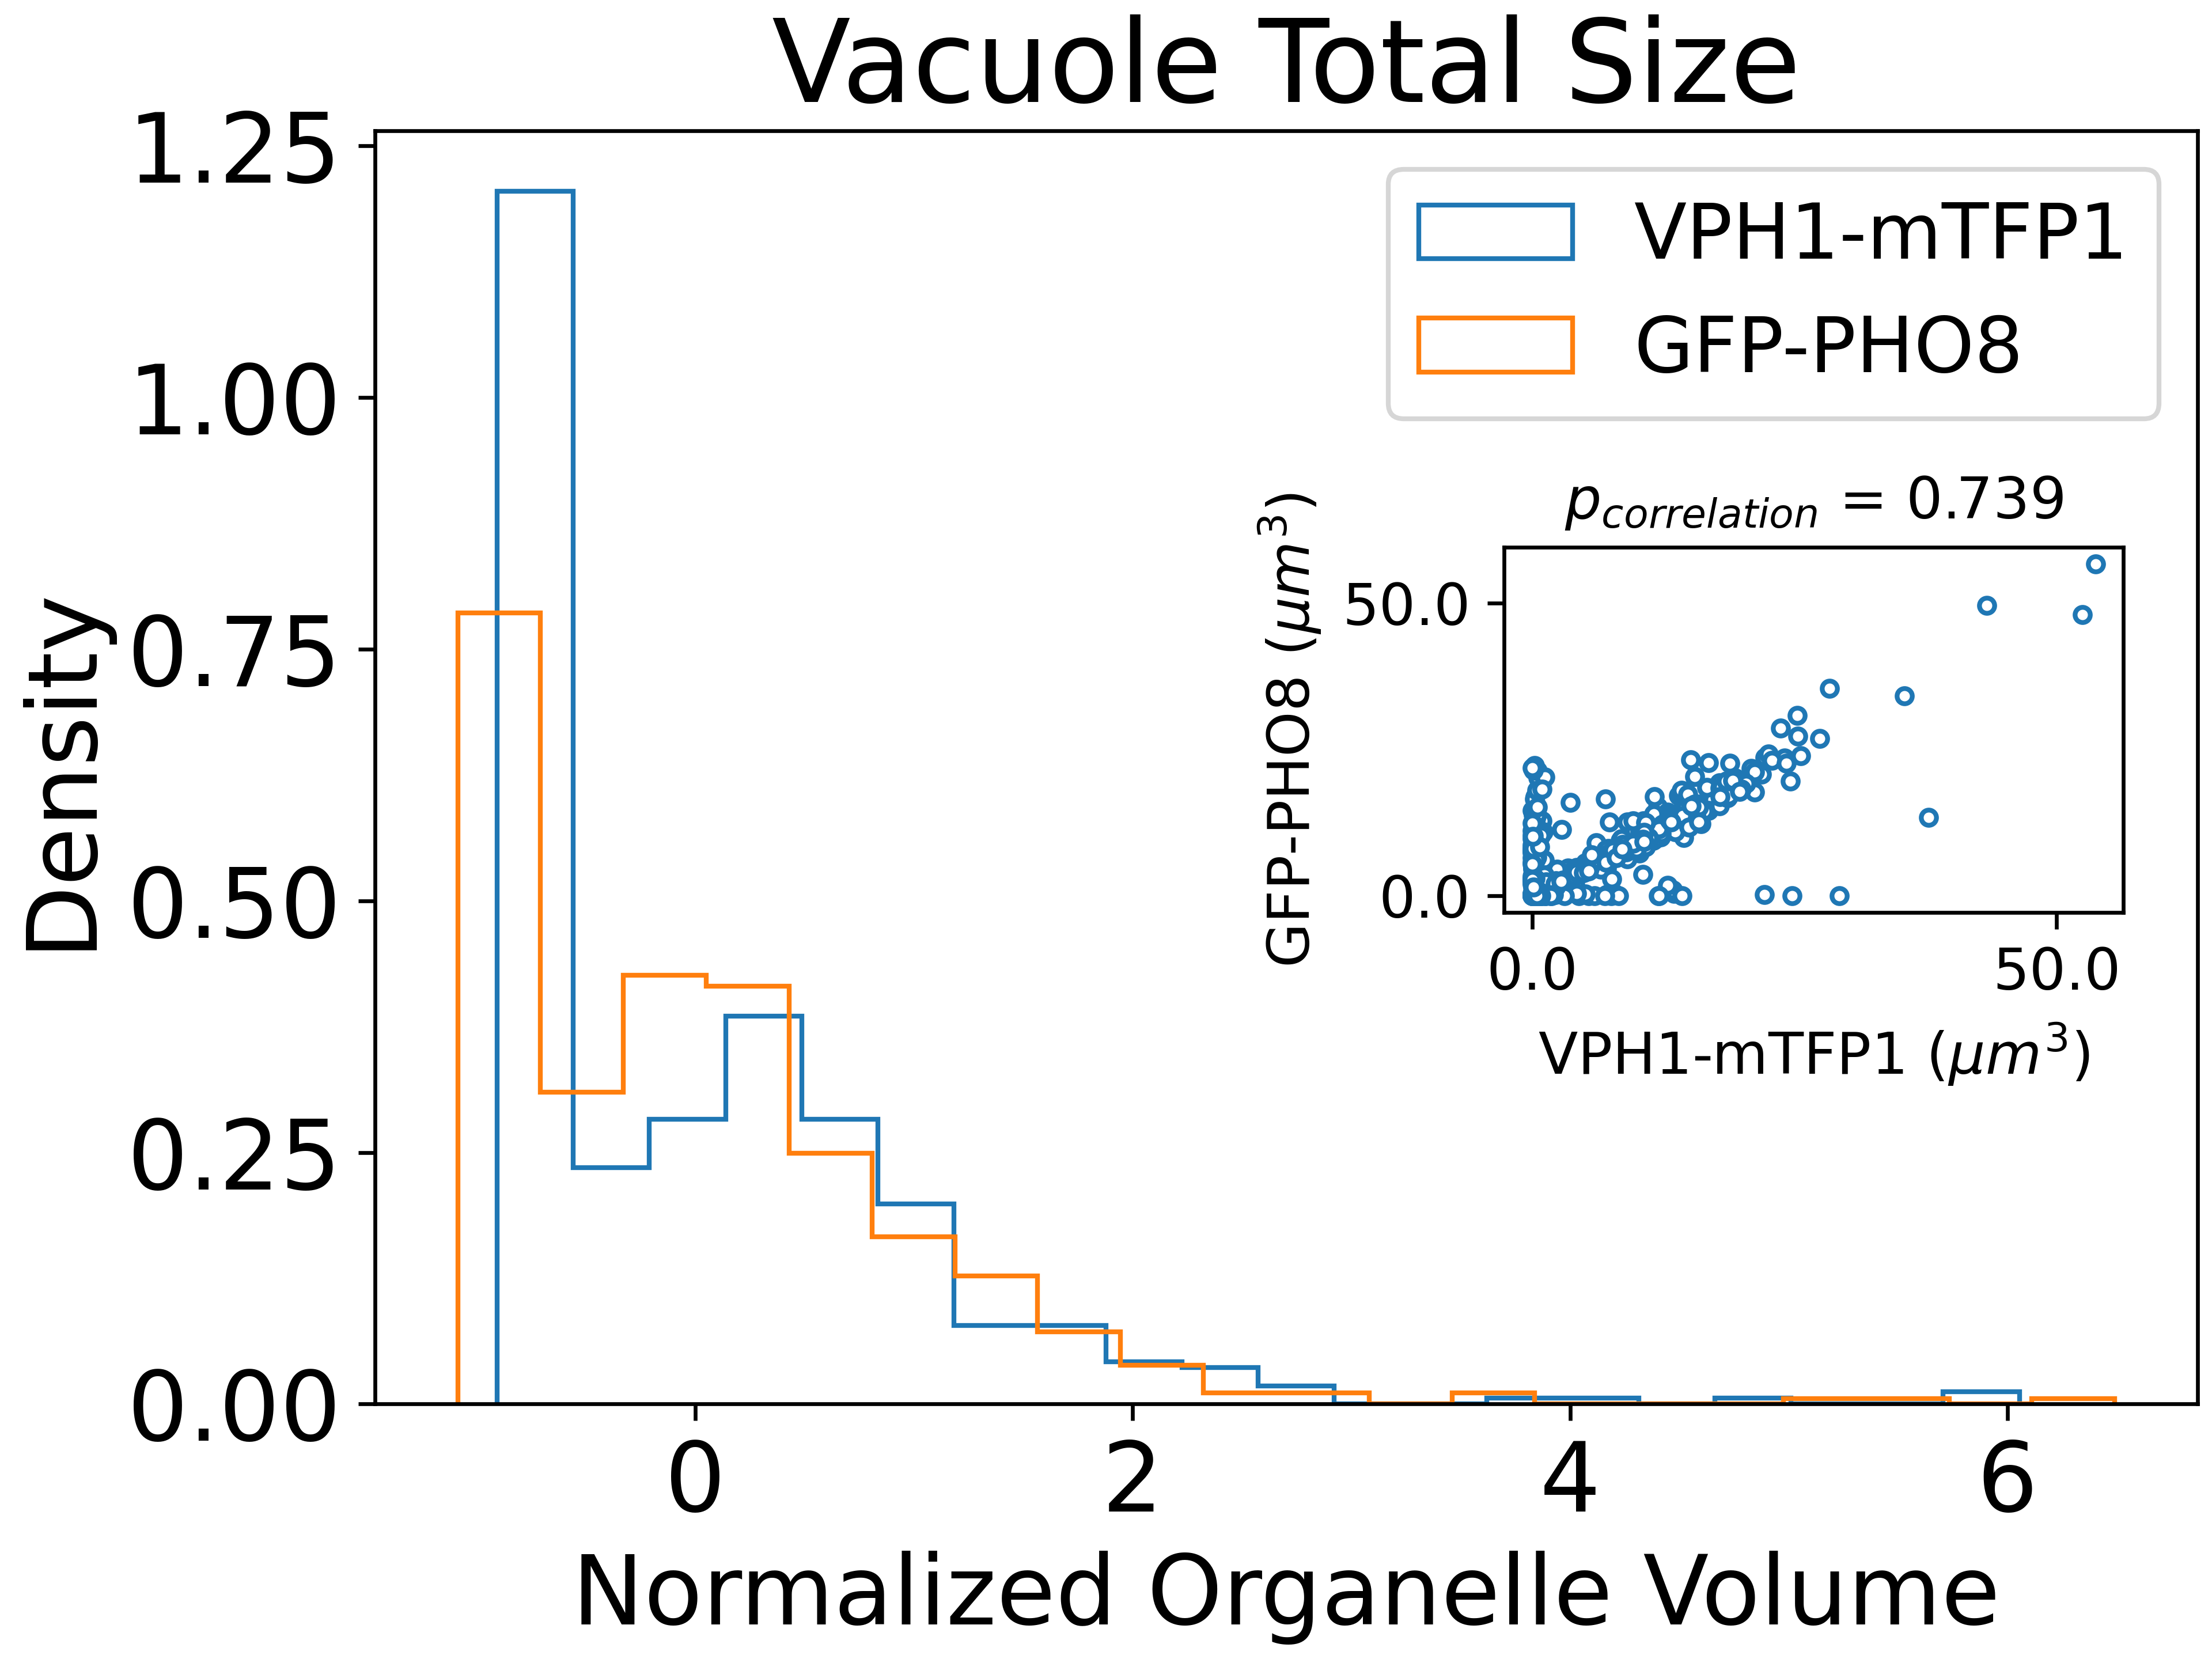 Vacuole Total Size
1.25
1.00
0.75
0.50
0.25
0.00
Density
0
2
4
6
Normalized Organelle Volume
VPH1-mTFP1
GFP-PHO8
p_correlation = 0.739
GFP-PHO8 (μm³)
50.0
0.0
0.0
50.0
VPH1-mTFP1 (μm³)